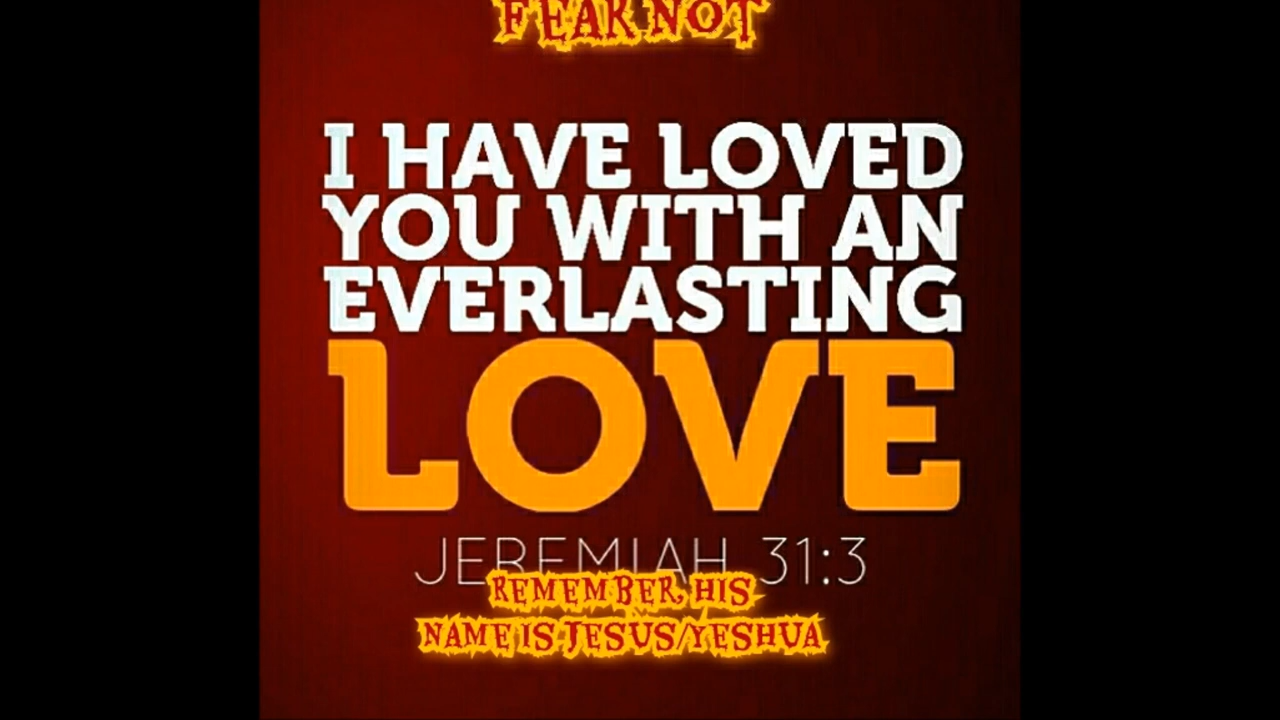 FEAR NOT
I HAVE LOVED
YOU WITH AN
EVERLASTING
LOVE
JEREMIAH 31:3
REMEMBER, HIS
NAME IS JESUS/YESHUA